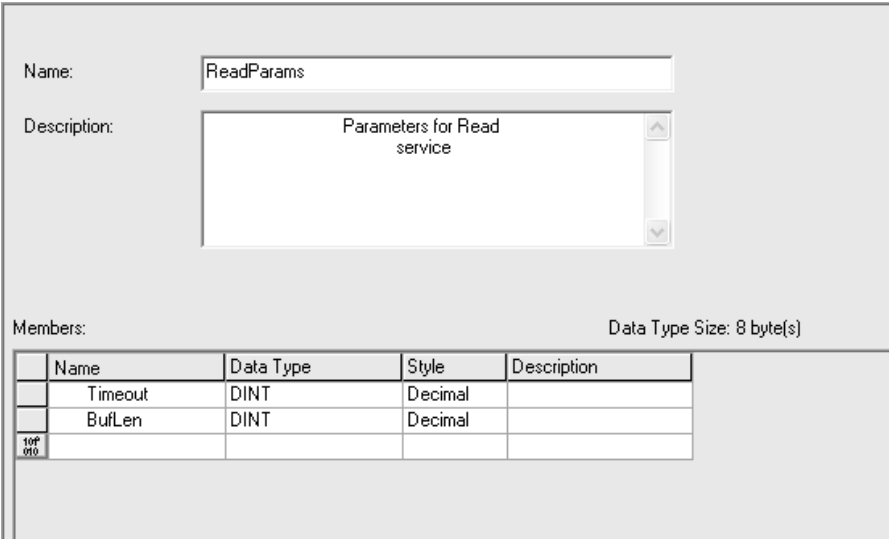 Name: ReadParams
Description: Parameters for Read
service
Members: Data Type Size: 8 byte(s)
Name Data Type Style Description
Timeout DINT Decimal
BufLen DINT Decimal